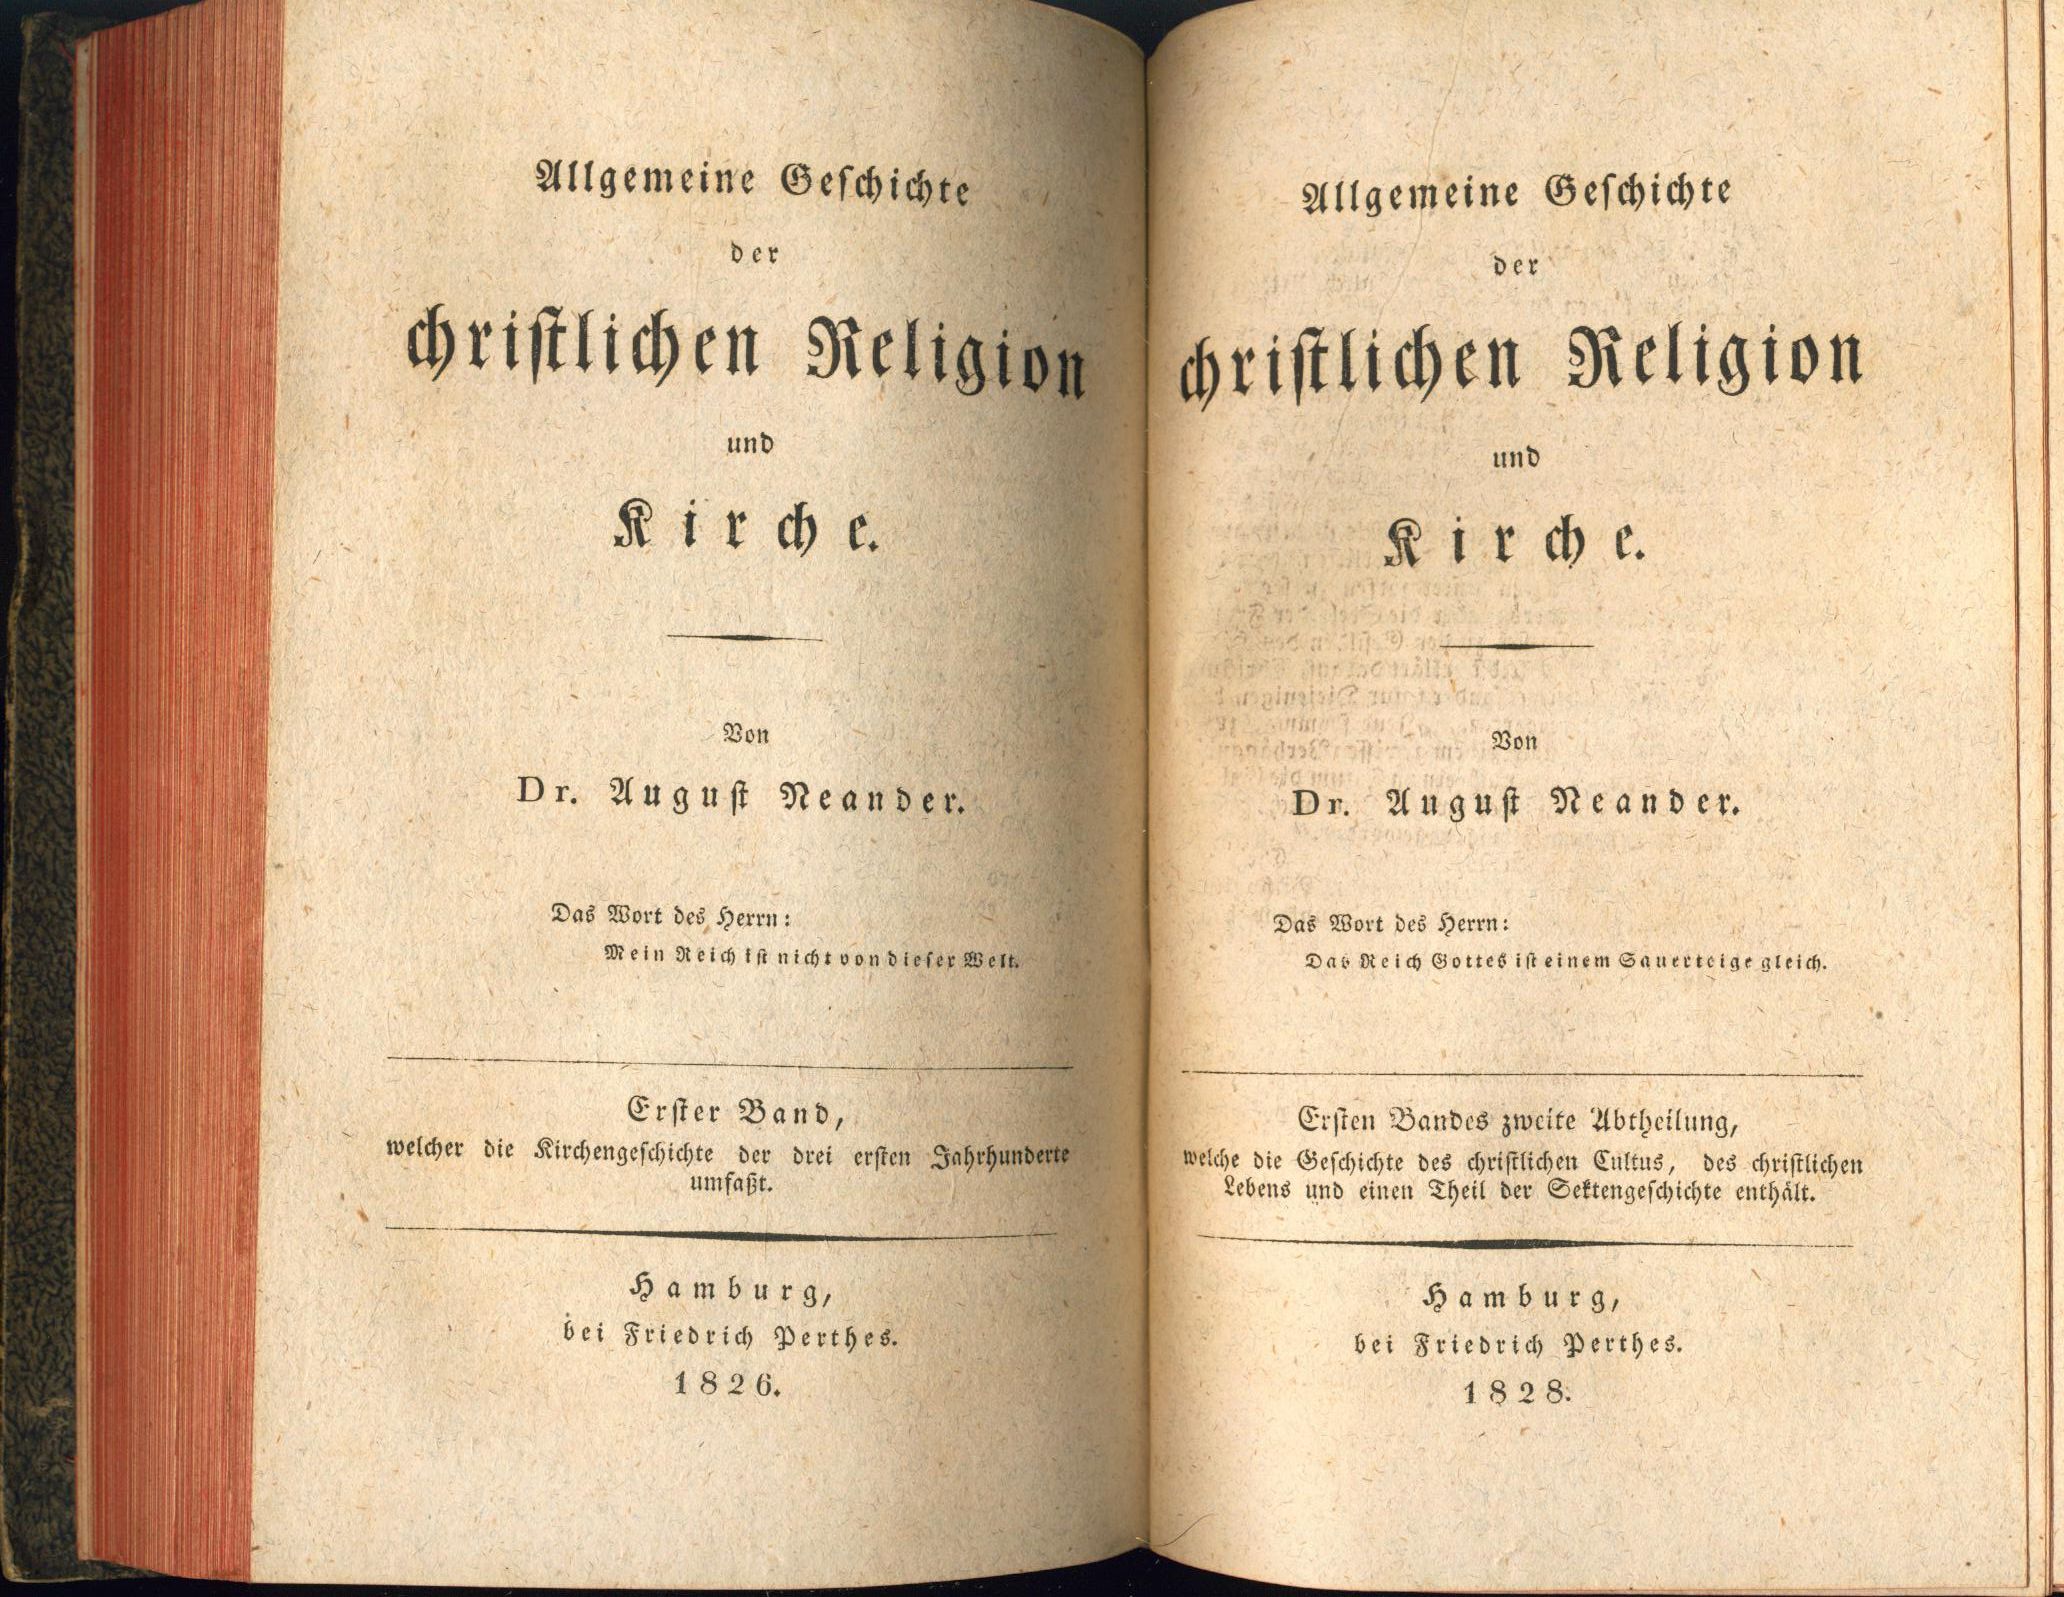 Allgemeine Geschichte
der
christlichen Religion
und
Kirche.
Von
Dr. August Neander.
Das Wort des Herrn:
Mein Reich ist nicht von dieser Welt.
Erster Band,
welcher die Kirchengeschichte der drei ersten Jahrhunderte
umfaßt.
Hamburg,
bei Friedrich Perthes.
1826.
Allgemeine Geschichte
der
christlichen Religion
und
Kirche.
Von
Dr. August Neander.
Das Wort des Herrn:
Das Reich Gottes ist einem Sauerteige gleich.
Ersten Bandes zweite Abtheilung,
welche die Geschichte des christlichen Cultus, des christlichen
Lebens und einen Theil der Sektengeschichte enthält.
Hamburg,
bei Friedrich Perthes.
1828.